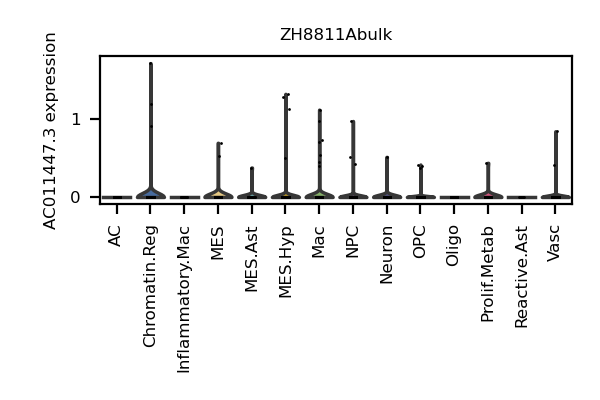 ZH8811Abulk
AC011447.3 expression
1
0
AC
Chromatin.Reg
Inflammatory.Mac
MES
MES.Ast
MES.Hyp
Mac
NPC
Neuron
OPC
Oligo
Prolif.Metab
Reactive.Ast
Vasc